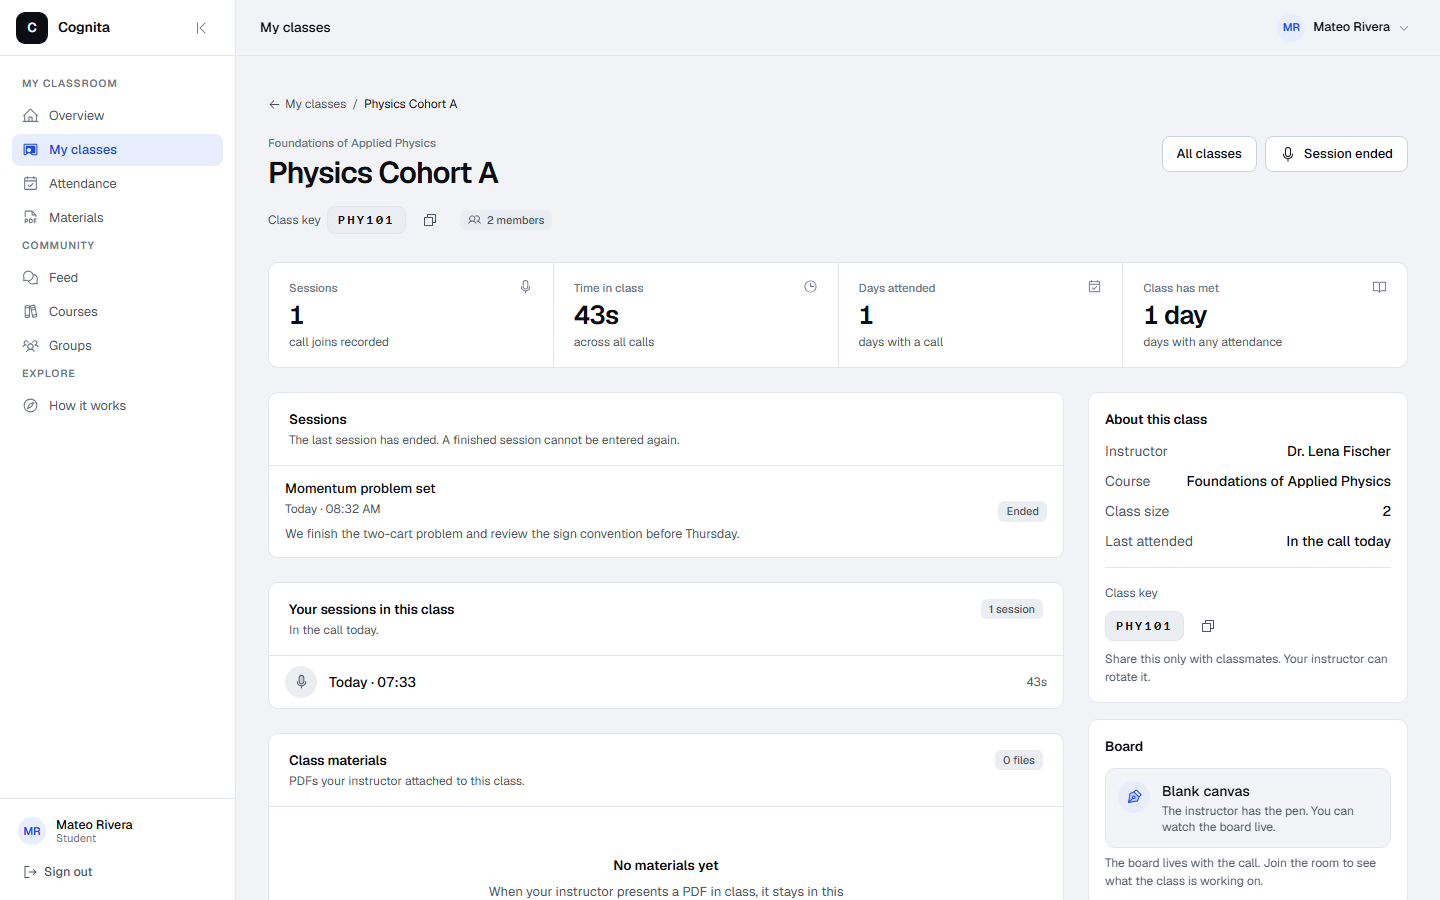 C Cognita
MY CLASSROOM
Overview
My classes
Attendance
Materials
COMMUNITY
Feed
Courses
Groups
EXPLORE
How it works
MR Mateo Rivera
Student
Sign out
My classes
MR Mateo Rivera
← My classes / Physics Cohort A
Foundations of Applied Physics
Physics Cohort A
All classes
Session ended
Class key PHY101 2 members
Sessions
1
call joins recorded
Time in class
43s
across all calls
Days attended
1
days with a call
Class has met
1 day
days with any attendance
Sessions
The last session has ended. A finished session cannot be entered again.
Momentum problem set
Today · 08:32 AM
We finish the two-cart problem and review the sign convention before Thursday.
Ended
Your sessions in this class
In the call today.
1 session
Today · 07:33
43s
Class materials
PDFs your instructor attached to this class.
0 files
No materials yet
When your instructor presents a PDF in class, it stays in this
About this class
Instructor Dr. Lena Fischer
Course Foundations of Applied Physics
Class size 2
Last attended In the call today
Class key
PHY101
Share this only with classmates. Your instructor can
rotate it.
Board
Blank canvas
The instructor has the pen. You can
watch the board live.
The board lives with the call. Join the room to see
what the class is working on.